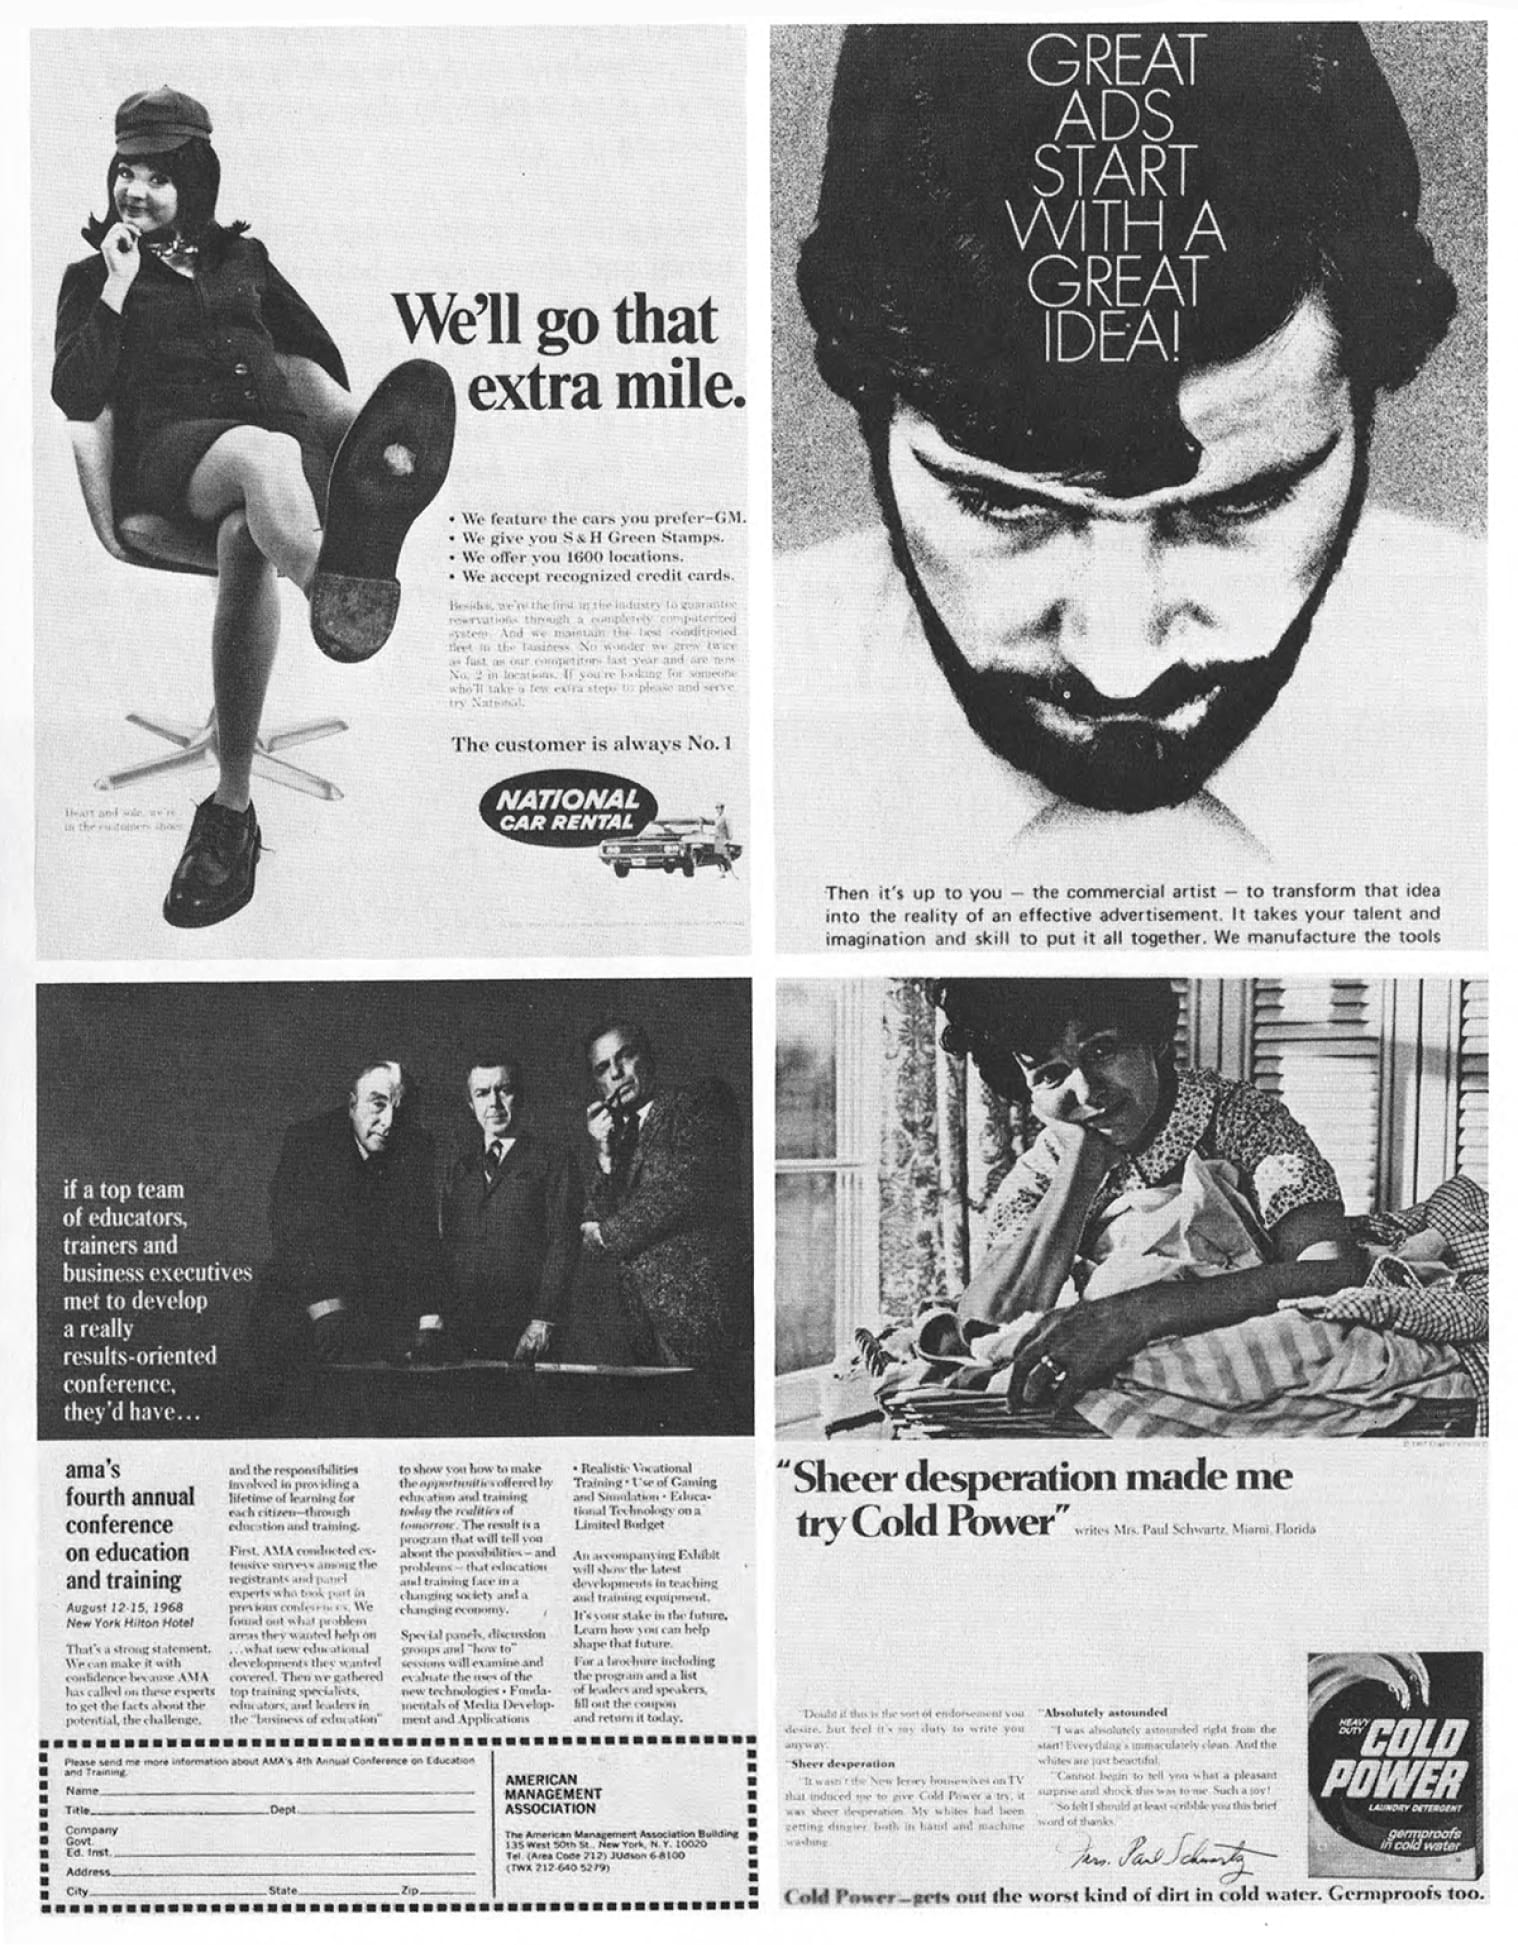 We'll go that
extra mile.
• We feature the cars you prefer–GM.
• We give you S & H Green Stamps.
• We offer you 1600 locations.
• We accept recognized credit cards.
Besides, we're the first in the industry to guarantee
reservations through a completely computerized
system. And we maintain the best conditioned
fleet in the business. No wonder we grew twice
as fast as our competitors last year and are now
No. 2 in locations. If you're looking for someone
who'll take a few extra steps to please and serve,
try National.
The customer is always No. 1
Heart and sole, we're
in the customers shoes.
NATIONAL
CAR RENTAL
GREAT
ADS
START
WITH A
GREAT
IDEA!
Then it's up to you — the commercial artist — to transform that idea
into the reality of an effective advertisement. It takes your talent and
imagination and skill to put it all together. We manufacture the tools
if a top team
of educators,
trainers and
business executives
met to develop
a really
results-oriented
conference,
they'd have...
ama's
fourth annual
conference
on education
and training
August 12-15, 1968
New York Hilton Hotel
That's a strong statement.
We can make it with
confidence because AMA
has called on these experts
to get the facts about the
potential, the challenge,
and the responsibilities
involved in providing a
lifetime of learning for
each citizen—through
education and training.
First, AMA conducted ex-
tensive surveys among the
registrants and panel
experts who took part in
previous conferences. We
found out what problem
areas they wanted help on
...what new educational
developments they wanted
covered. Then we gathered
top training specialists,
educators, and leaders in
the "business of education"
to show you how to make
the opportunities offered by
education and training
today the realities of
tomorrow. The result is a
program that will tell you
about the possibilities – and
problems – that education
and training face in a
changing society and a
changing economy.
Special panels, discussion
groups and "how to"
sessions will examine and
evaluate the uses of the
new technologies • Funda-
mentals of Media Develop-
ment and Applications
• Realistic Vocational
Training • Use of Gaming
and Simulation • Educa-
tional Technology on a
Limited Budget
An accompanying Exhibit
will show the latest
developments in teaching
and training equipment.
It's your stake in the future.
Learn how you can help
shape that future.
For a brochure including
the program and a list
of leaders and speakers,
fill out the coupon
and return it today.
Please send me more information about AMA's 4th Annual Conference on Education
and Training.
Name
Title Dept.
Company
Govt.
Ed. Inst.
Address
City State Zip
AMERICAN
MANAGEMENT
ASSOCIATION
The American Management Association Building
135 West 50th St., New York, N. Y. 10020
Tel. (Area Code 212) JUdson 6-8100
(TWX 212-640 5279)
"Sheer desperation made me
try Cold Power" writes Mrs. Paul Schwartz, Miami, Florida
"Doubt if this is the sort of endorsement you
desire, but feel it's my duty to write you
anyway.
"Sheer desperation
"It wasn't the New Jersey housewives on TV
that induced me to give Cold Power a try, it
was sheer desperation. My whites had been
getting dingier both in hand and machine
washing.
"Absolutely astounded
"I was absolutely astounded right from the
start! Everything's immaculately clean. And the
whites are just beautiful.
"Cannot begin to tell you what a pleasant
surprise and shock this was to me. Such a joy!
"So felt I should at least scribble you this brief
word of thanks."
Mrs. Paul Schwartz
HEAVY
DUTY
COLD
POWER
LAUNDRY DETERGENT
germproofs
in cold water
Cold Power—gets out the worst kind of dirt in cold water. Germproofs too.